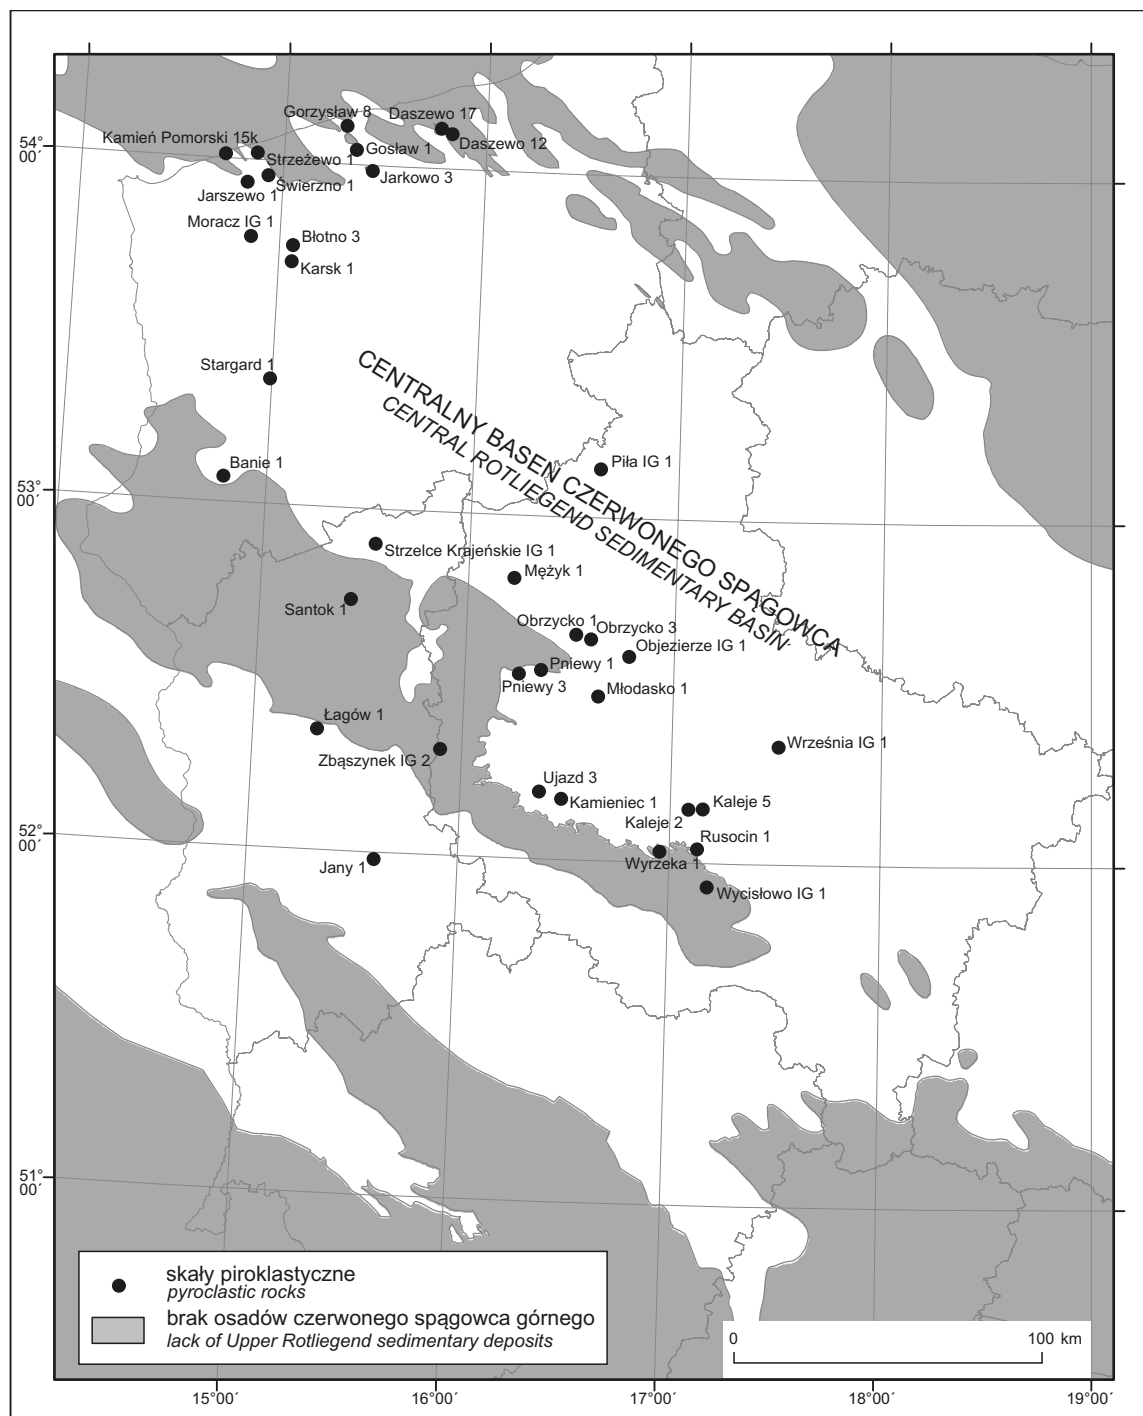 Gorzysław 8
Daszewo 17
Kamień Pomorski 15k
Gosław 1
Daszewo 12
54°
00´
Strzeżewo 1
Świerzno 1
Jarkowo 3
Jarszewo 1
Moracz IG 1
Błotno 3
Karsk 1
Stargard 1
CENTRALNY BASEN CZERWONEGO SPĄGOWCA
CENTRAL ROTLIEGEND SEDIMENTARY BASIN
Banie 1
Piła IG 1
53°
00´
Strzelce Krajeńskie IG 1
Mężyk 1
Santok 1
Obrzycko 1
Obrzycko 3
Objezierze IG 1
Pniewy 1
Pniewy 3
Młodasko 1
Łagów 1
Września IG 1
Zbąszynek IG 2
Ujazd 3
Kamieniec 1
Kaleje 5
Kaleje 2
52°
00´
Rusocin 1
Wyrzeka 1
Jany 1
Wycisłowo IG 1
51°
00´
skały piroklastyczne
pyroclastic rocks
brak osadów czerwonego spągowca górnego
lack of Upper Rotliegend sedimentary deposits
0 100 km
15°00´ 16°00´ 17°00´ 18°00´ 19°00´